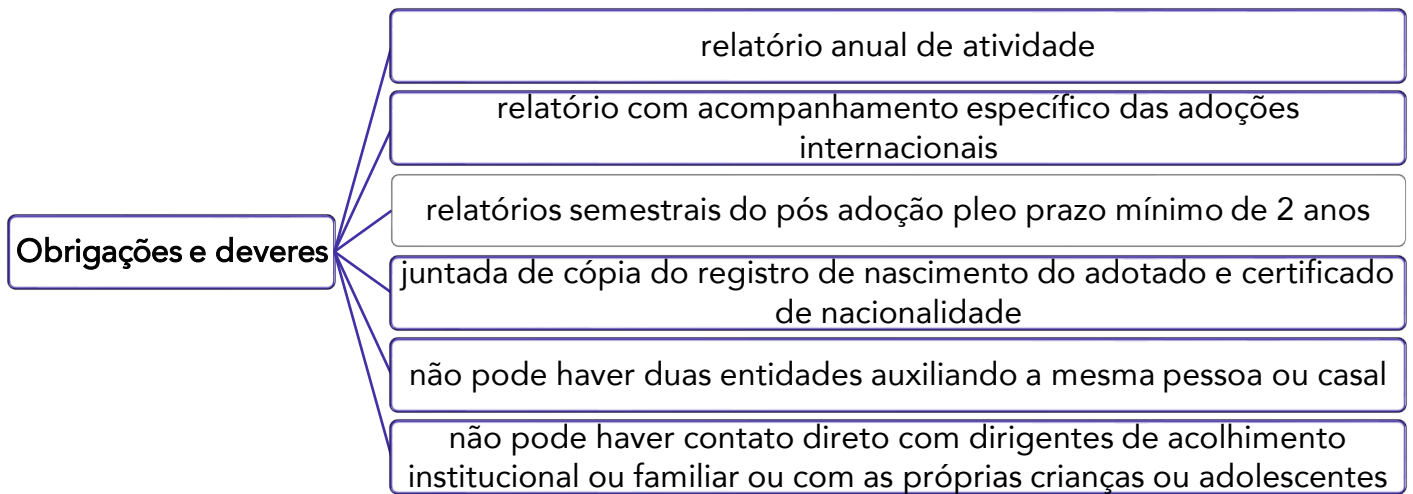 relatório anual de atividade
relatório com acompanhamento específico das adoções
internacionais
relatórios semestrais do pós adoção pleo prazo mínimo de 2 anos
Obrigações e deveres
juntada de cópia do registro de nascimento do adotado e certificado
de nacionalidade
não pode haver duas entidades auxiliando a mesma pessoa ou casal
não pode haver contato direto com dirigentes de acolhimento
institucional ou familiar ou com as próprias crianças ou adolescentes